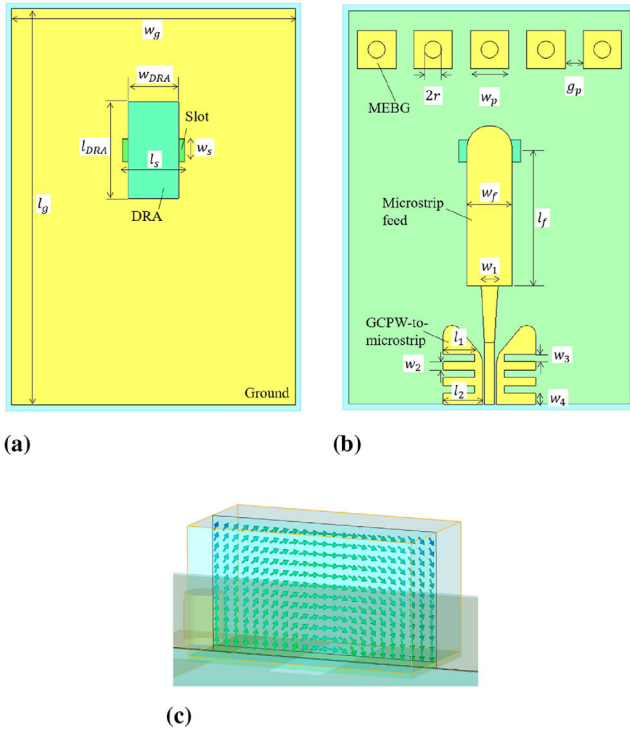 w_g
w_DRA
Slot
l_DRA
w_s
l_s
l_g
DRA
Ground
(a)
2r
w_p
g_p
MEBG
w_f
Microstrip
feed
l_f
w_1
GCPW-to-
microstrip
l_1
w_3
w_2
l_2
w_4
(b)
(c)